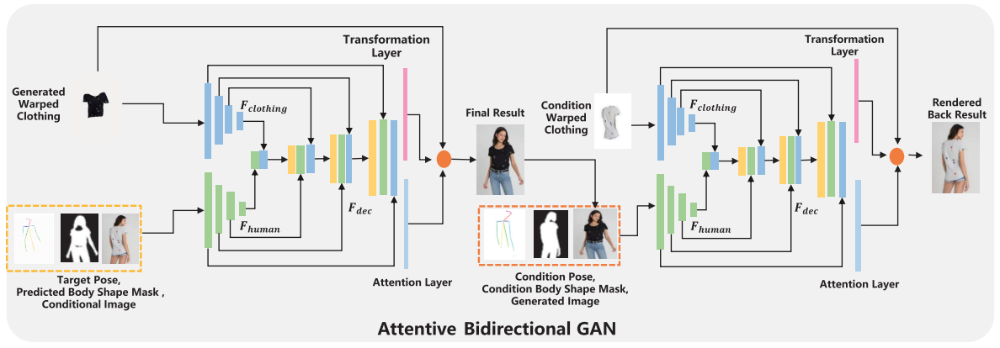 Transformation
Layer
Generated
Warped
Clothing
F_clothing
F_human
F_dec
Attention Layer
Target Pose,
Predicted Body Shape Mask ,
Conditional Image
Final Result
Condition
Warped
Clothing
Transformation
Layer
F_clothing
F_human
F_dec
Attention Layer
Condition Pose,
Condition Body Shape Mask,
Generated Image
Rendered
Back Result
Attentive Bidirectional GAN